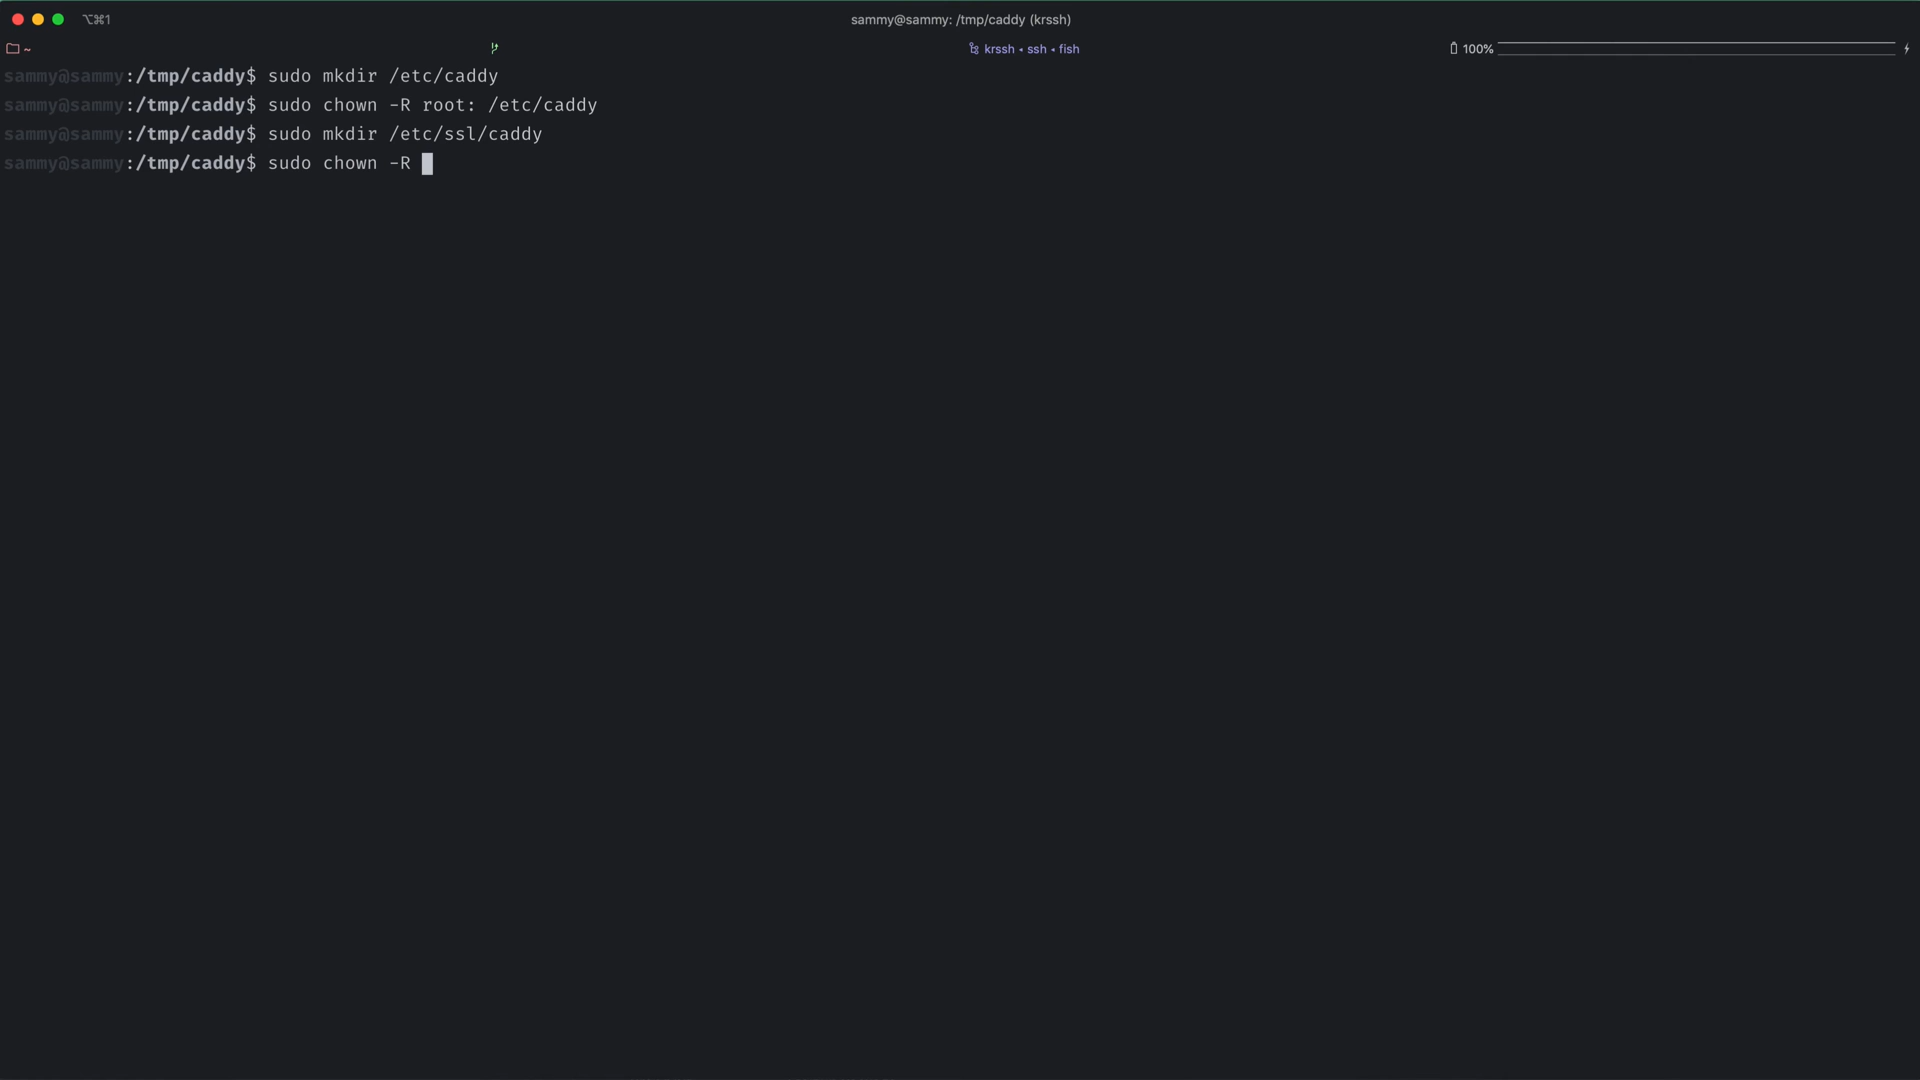 ⌥⌘1
sammy@sammy: /tmp/caddy (krssh)
~
krssh ◂ ssh ◂ fish
100%
sammy@sammy:/tmp/caddy$ sudo mkdir /etc/caddy
sammy@sammy:/tmp/caddy$ sudo chown -R root: /etc/caddy
sammy@sammy:/tmp/caddy$ sudo mkdir /etc/ssl/caddy
sammy@sammy:/tmp/caddy$ sudo chown -R